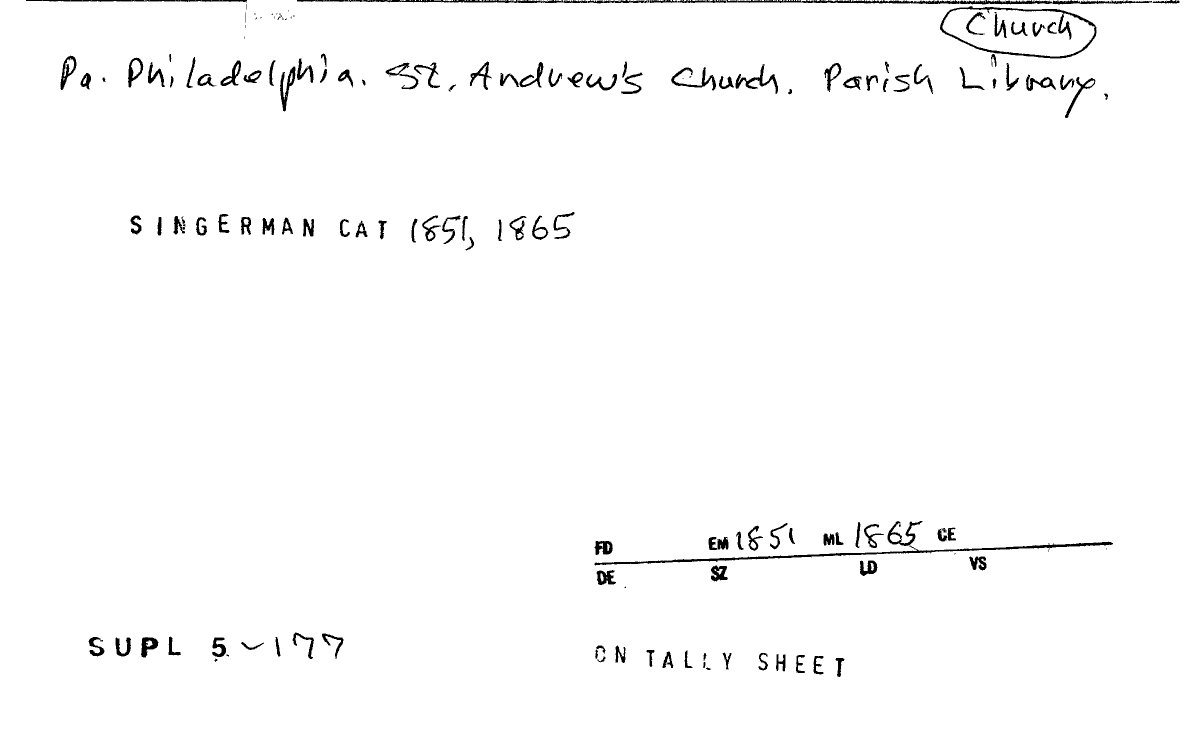 Church
Pa. Philadelphia. St. Andrew's Church. Parish Library.
SINGERMAN CAT 1851, 1865
FD EM 1851 ML 1865 CE
DE SZ LD VS
SUPL 5-177
ON TALLY SHEET